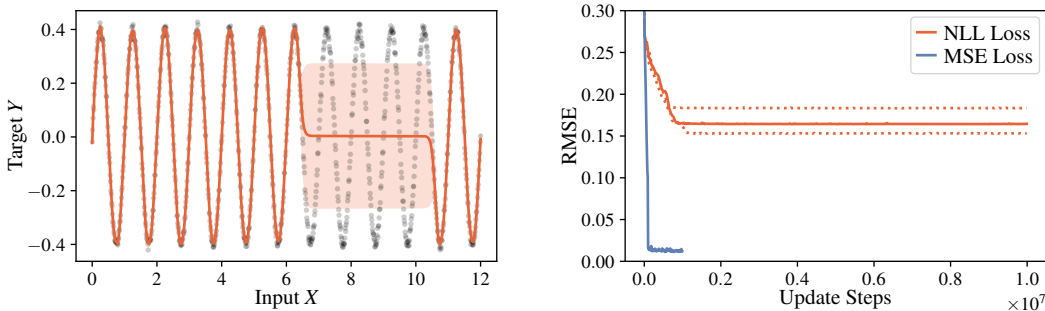 0.4
0.2
0.0
−0.2
−0.4
Target Y
0 2 4 6 8 10 12
Input X
0.30
0.25
0.20
0.15
0.10
0.05
0.00
RMSE
NLL Loss
MSE Loss
0.0 0.2 0.4 0.6 0.8 1.0
×10⁷
Update Steps